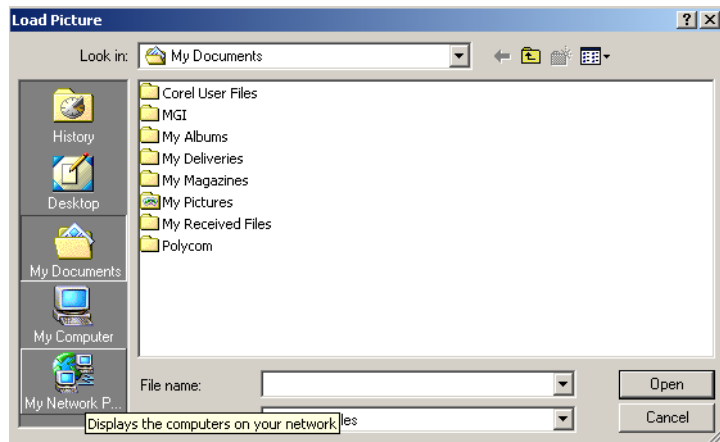 Load Picture
Look in: My Documents
History
Desktop
My Documents
My Computer
My Network P...
Corel User Files
MGI
My Albums
My Deliveries
My Magazines
My Pictures
My Received Files
Polycom
File name:
Open
Displays the computers on your network
Cancel